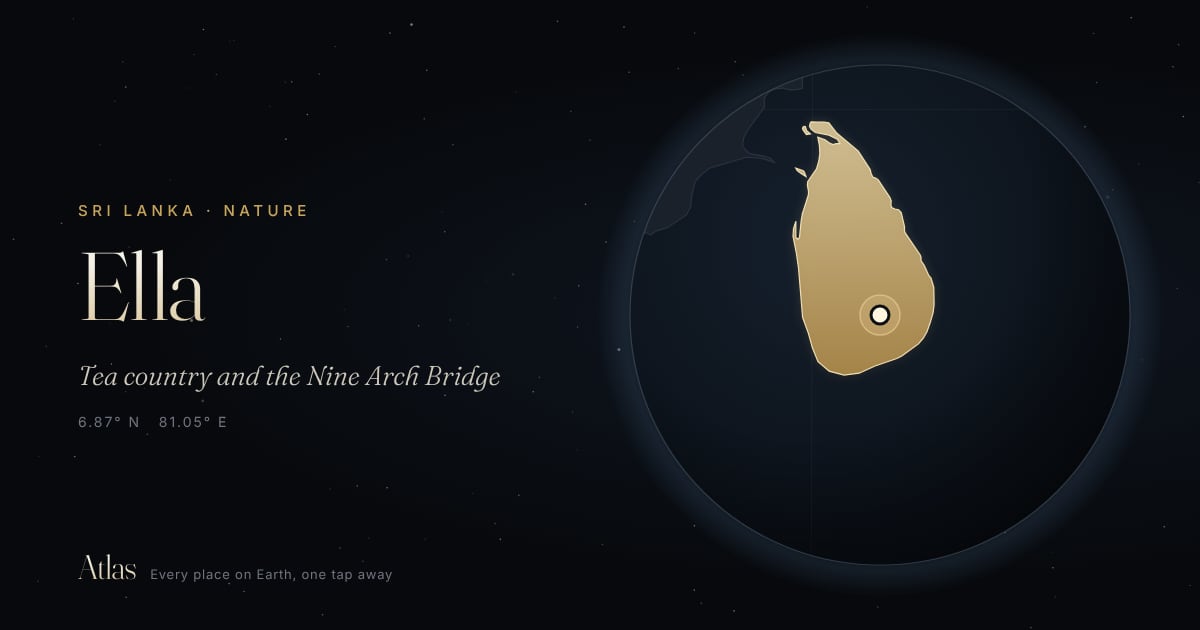 SRI LANKA · NATURE
Ella
Tea country and the Nine Arch Bridge
6.87° N 81.05° E
Atlas Every place on Earth, one tap away